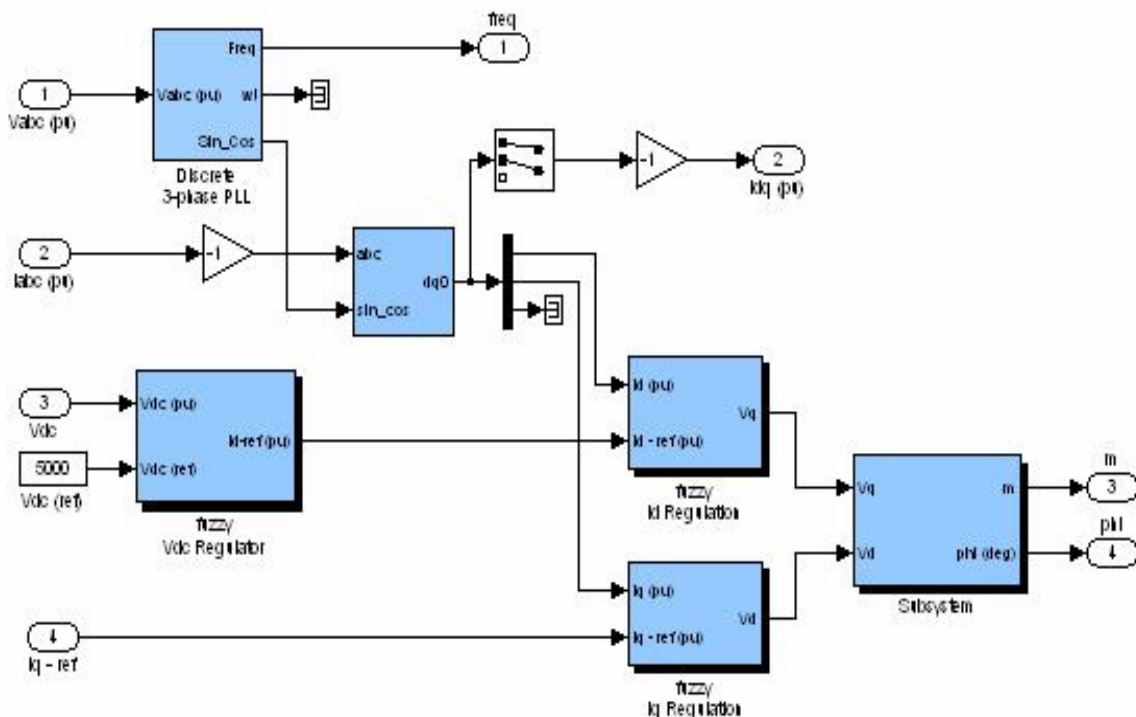 freq
1
Freq
1
Vabc (pu)
wt
Vabc (pu)
Sin_Cos
Discrete
3-phase PLL
-1
2
Idq (pu)
2
-1
abc
Iabc (pu)
dq0
sin_cos
3
Vdc (pu)
Id (pu)
Vdc
Vq
Id-ref (pu)
Id - ref (pu)
5000
Vdc (ref)
Vdc (ref)
fuzzy
Vdc Regulator
fuzzy
Id Regulation
Vq
m
m
3
phi
Vd
phi (deg)
4
Subsystem
Iq (pu)
Vd
4
Iq - ref (pu)
Iq - ref
fuzzy
Iq Regulation